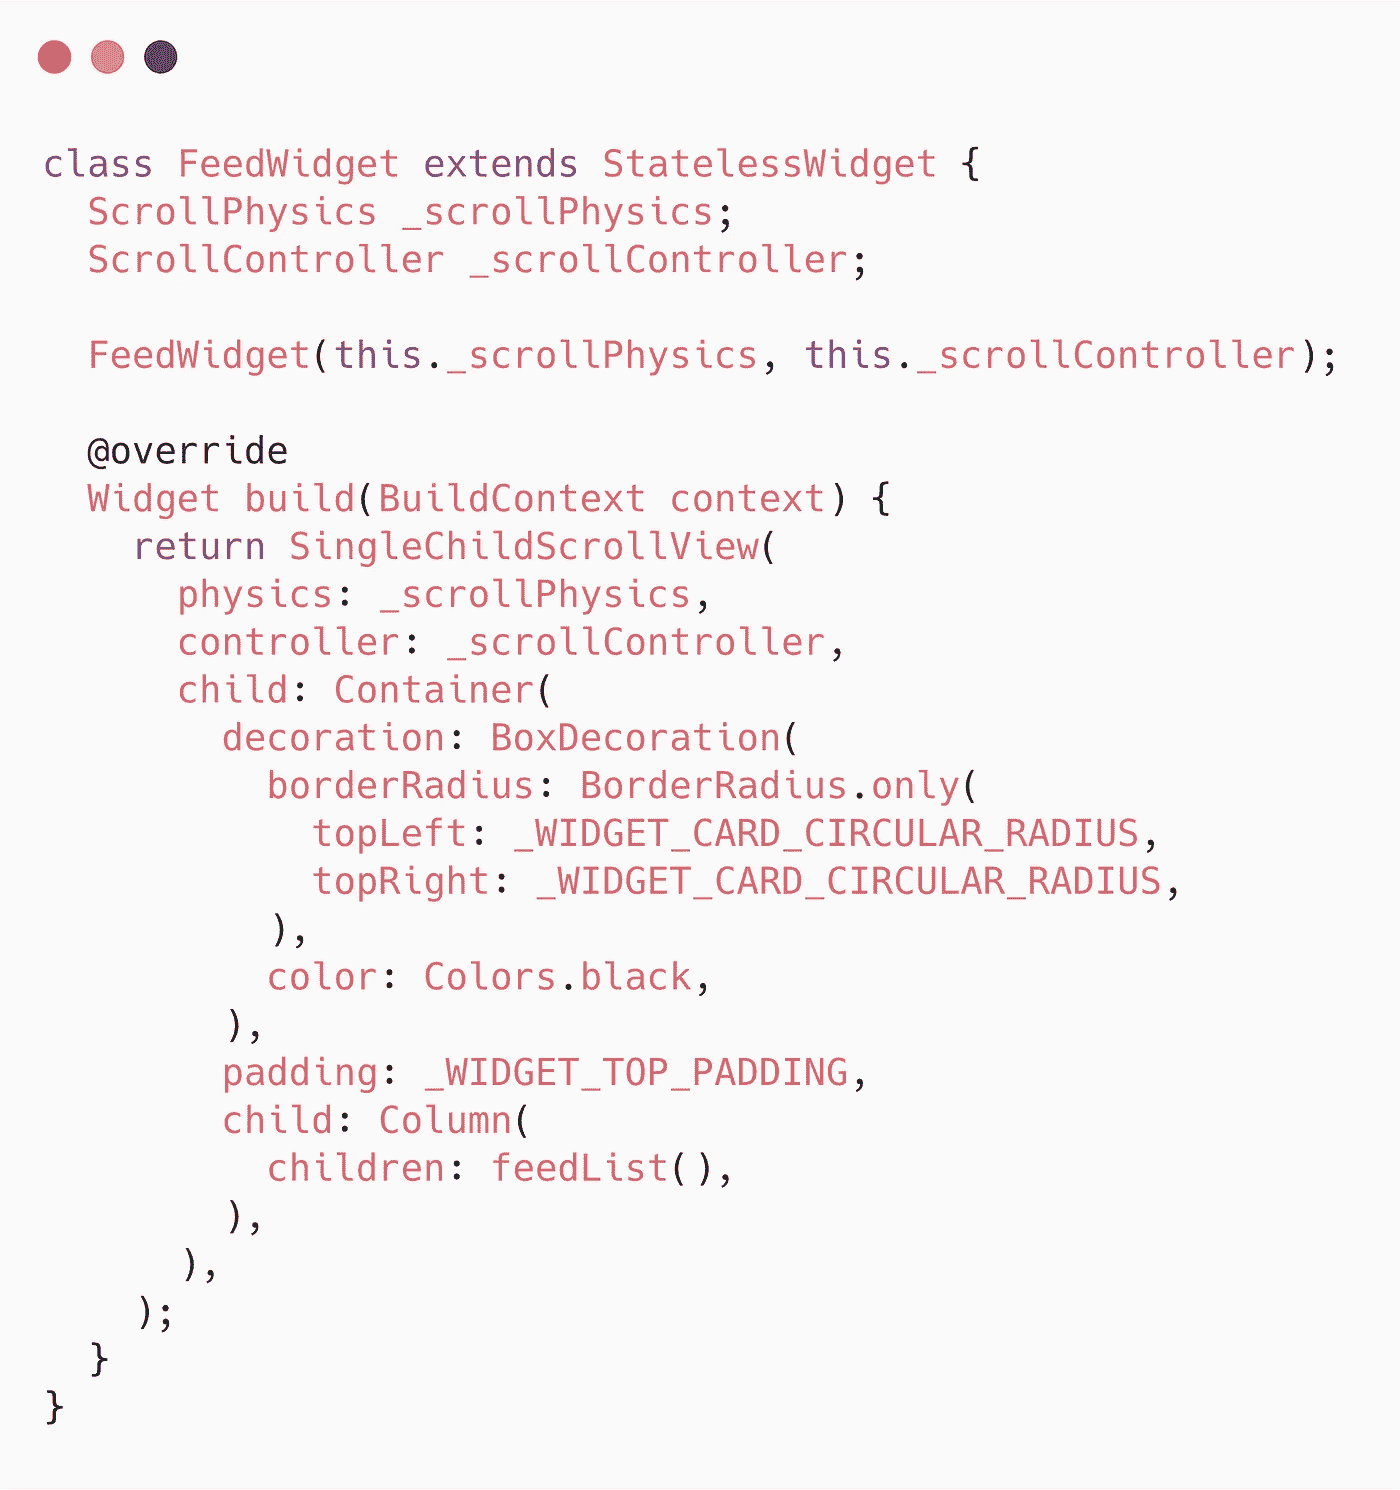 class FeedWidget extends StatelessWidget {
  ScrollPhysics _scrollPhysics;
  ScrollController _scrollController;

  FeedWidget(this._scrollPhysics, this._scrollController);

  @override
  Widget build(BuildContext context) {
    return SingleChildScrollView(
      physics: _scrollPhysics,
      controller: _scrollController,
      child: Container(
        decoration: BoxDecoration(
          borderRadius: BorderRadius.only(
            topLeft: _WIDGET_CARD_CIRCULAR_RADIUS,
            topRight: _WIDGET_CARD_CIRCULAR_RADIUS,
          ),
          color: Colors.black,
        ),
        padding: _WIDGET_TOP_PADDING,
        child: Column(
          children: feedList(),
        ),
      ),
    );
  }
}